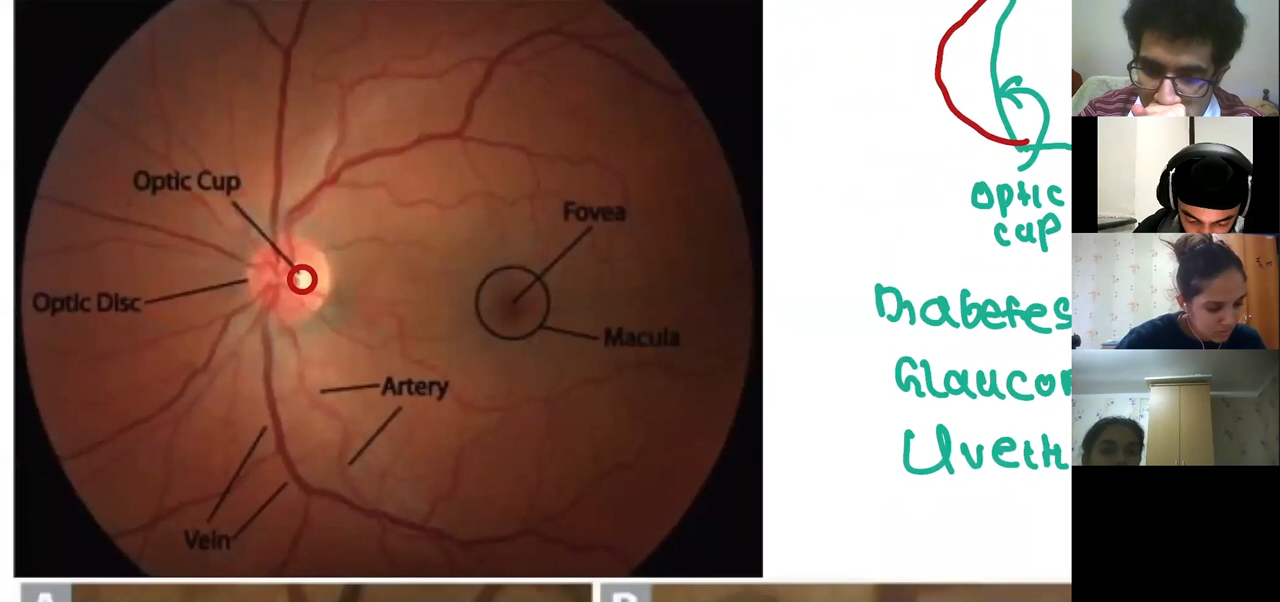 Optic Cup
Fovea
Optic Disc
Macula
Artery
Vein
optic
cup
Diabetes
A